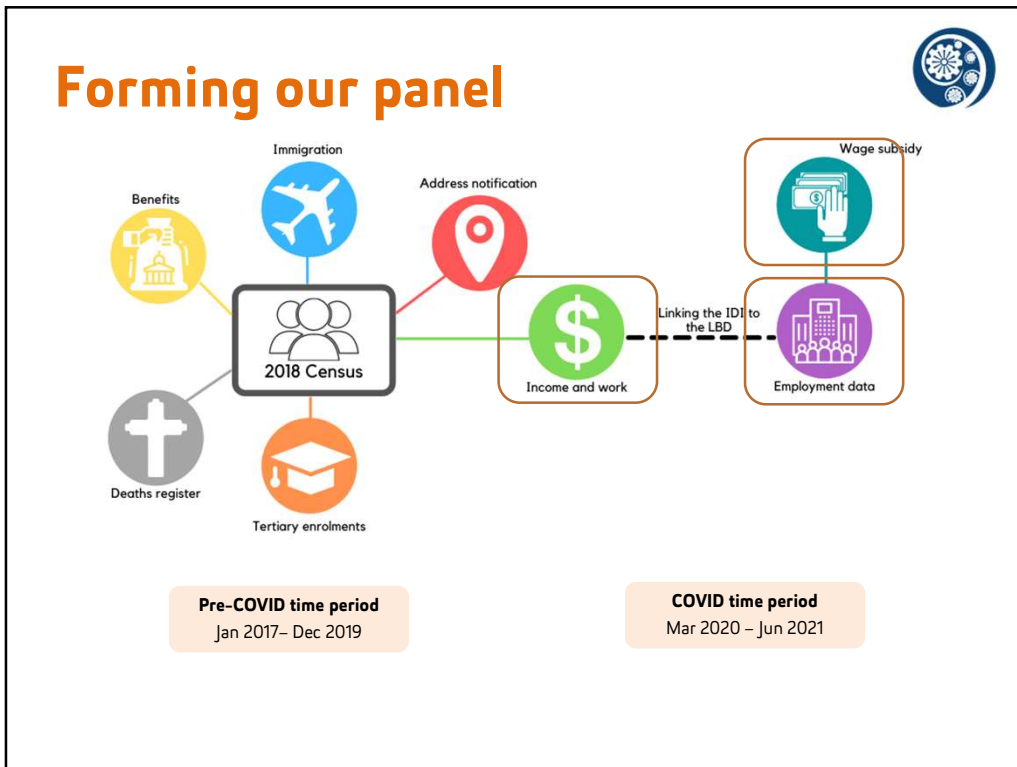 Forming our panel
Immigration
Wage subsidy
Address notification
Benefits
$
Linking the IDI to
the LBD
2018 Census
$
Income and work
Employment data
Deaths register
Tertiary enrolments
Pre-COVID time period
Jan 2017– Dec 2019
COVID time period
Mar 2020 – Jun 2021